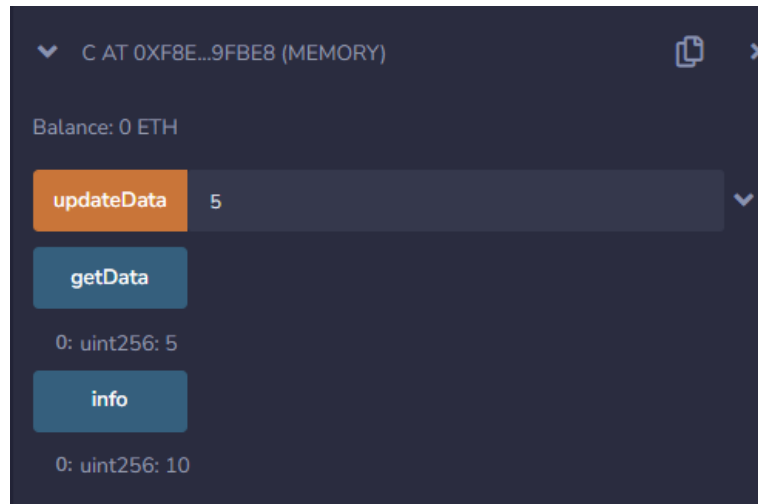 C AT 0XF8E...9FBE8 (MEMORY)
Balance: 0 ETH
updateData 5
getData
0: uint256: 5
info
0: uint256: 10